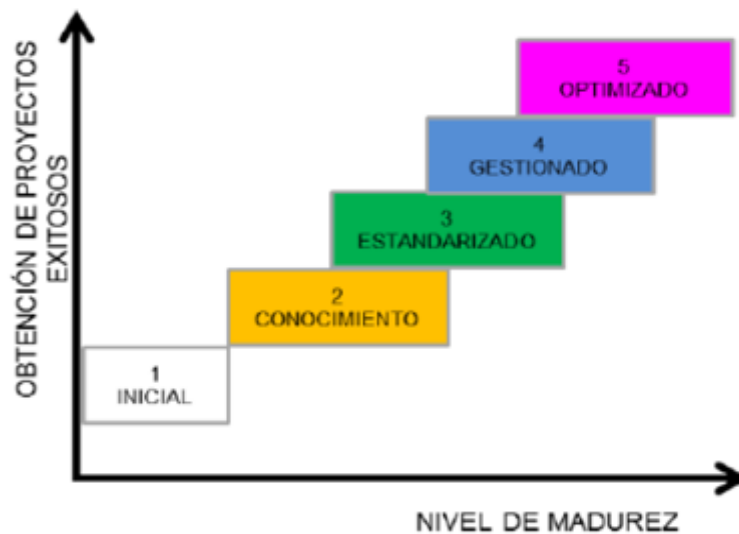 OBTENCIÓN DE PROYECTOS
EXITOSOS
5
OPTIMIZADO
4
GESTIONADO
3
ESTANDARIZADO
2
CONOCIMIENTO
1
INICIAL
NIVEL DE MADUREZ